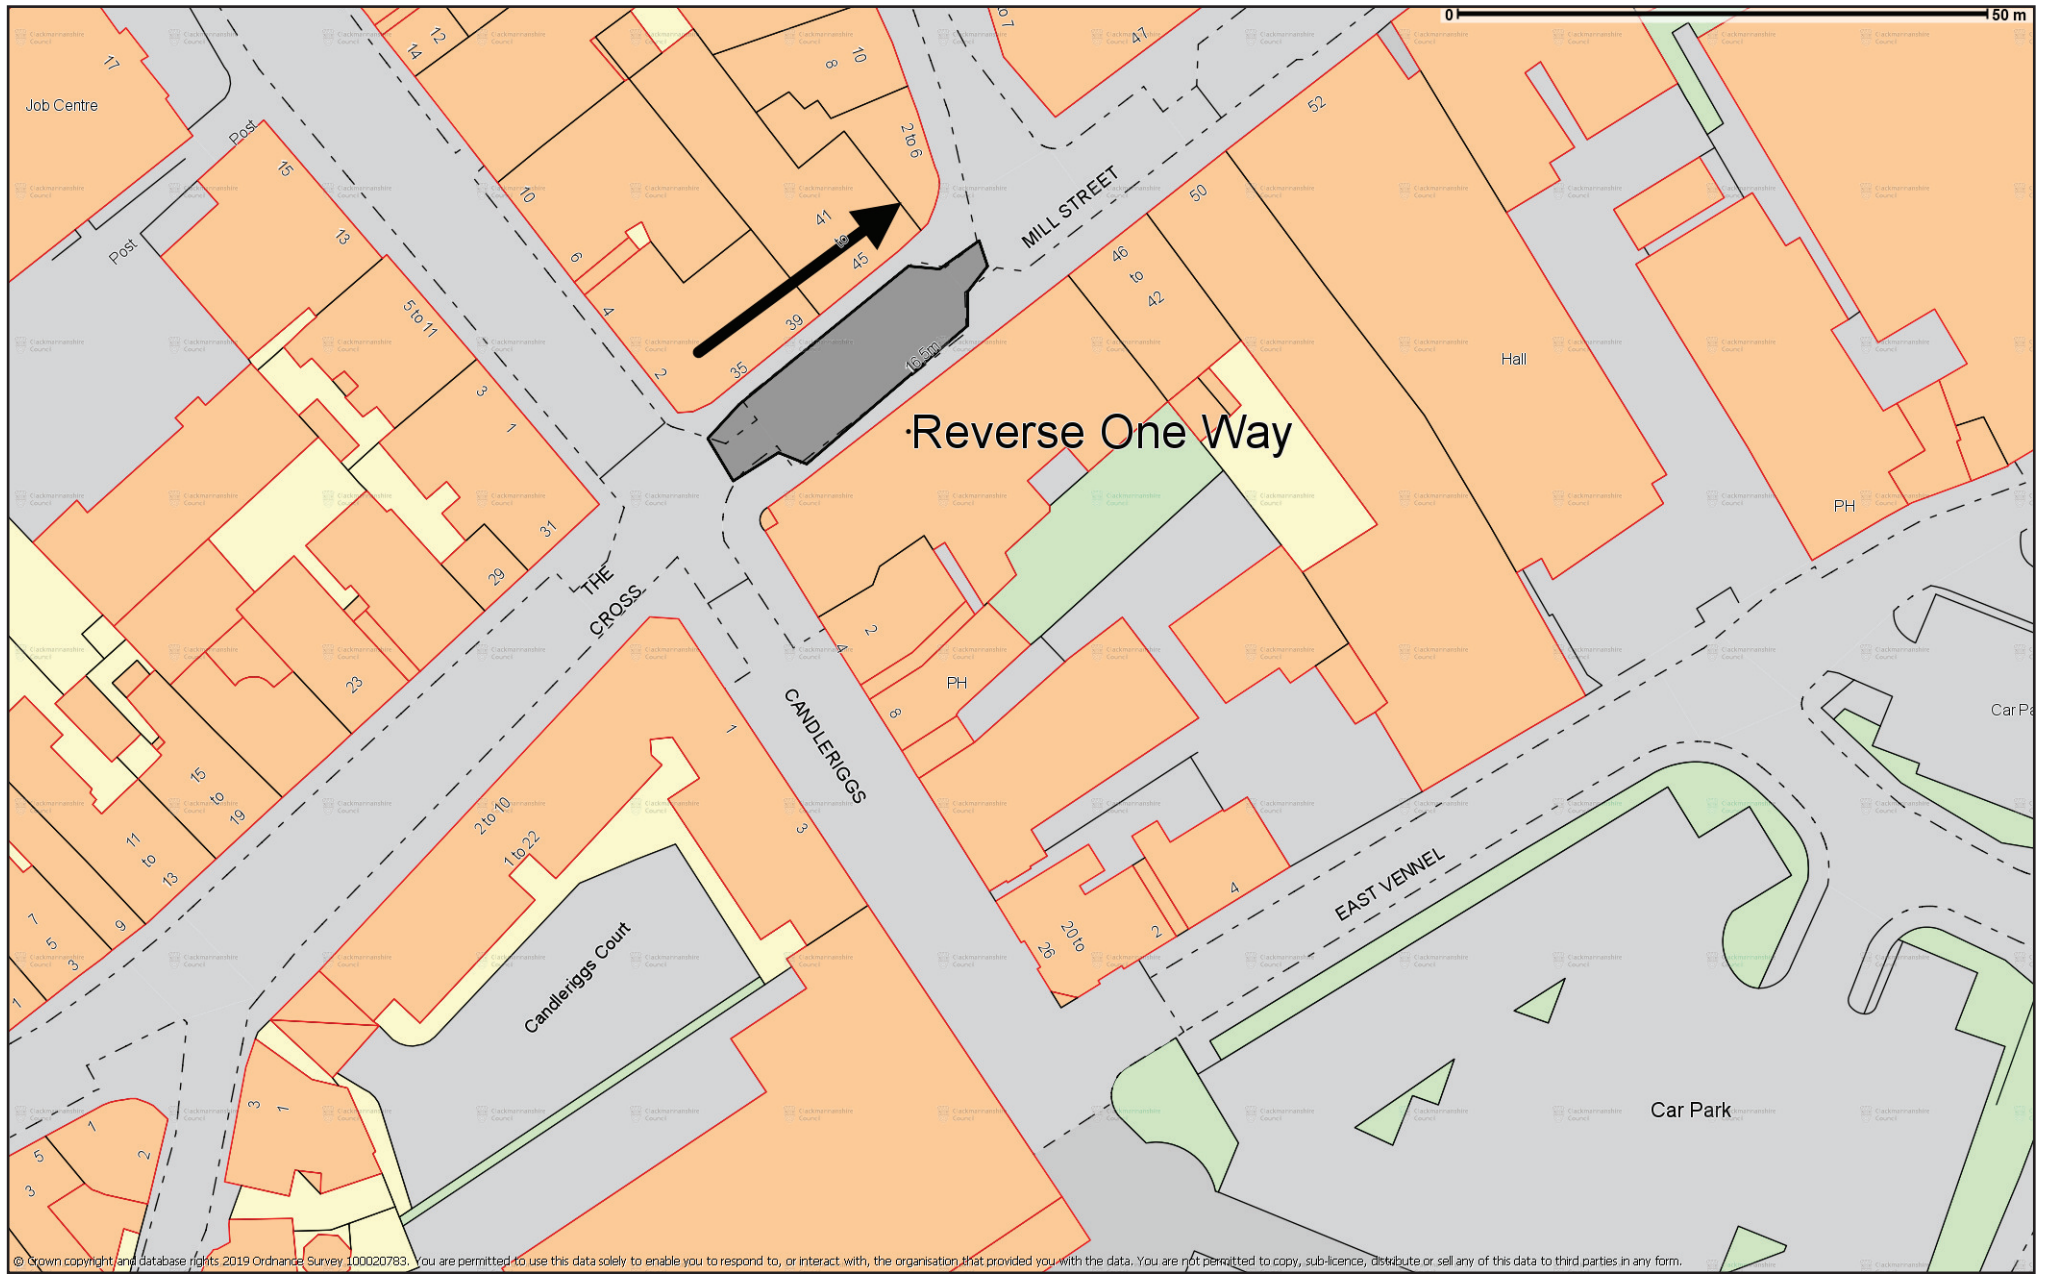 0
50 m
17
Job Centre
Post
Post
15
13
5 to 11
3
1
31
29
23
15
to
19
11
to
13
9
7
5
3
1
14
12
10
6
4
2
8
10
2 to 6
41
to
45
39
35
to 7
47
52
50
46
to
42
MILL STREET
16.5m
Reverse One Way
Hall
PH
THE
CROSS
2
4
PH
8
CANDLERIGGS
1
3
2 to 10
1 to 22
Candleriggs Court
20 to
26
2
4
EAST VENNEL
Car Pa
Car Park
3
1
1
2
5
3
Clackmannanshire
Council
© Crown copyright and database rights 2019 Ordnance Survey 100020783. You are permitted to use this data solely to enable you to respond to, or interact with, the organisation that provided you with the data. You are not permitted to copy, sub-licence, distribute or sell any of this data to third parties in any form.